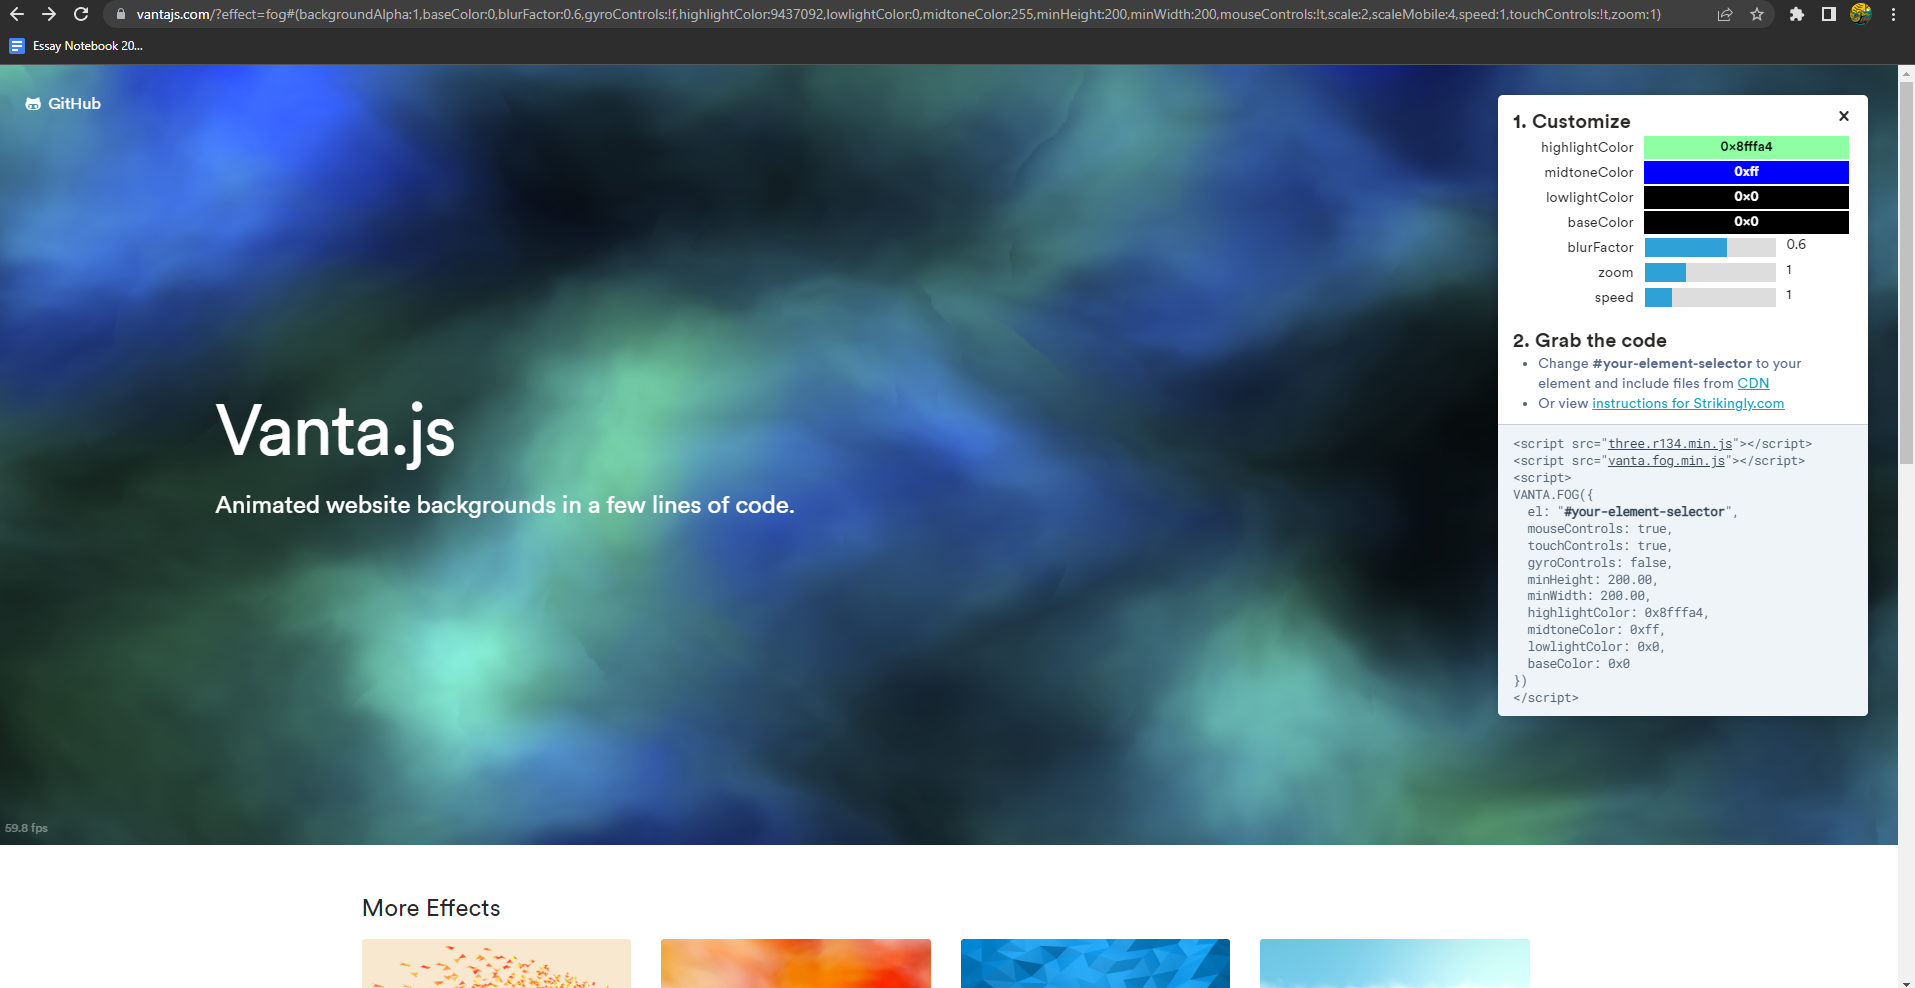 vantajs.com/?effect=fog#(backgroundAlpha:1,baseColor:0,blurFactor:0.6,gyroControls:!f,highlightColor:9437092,lowlightColor:0,midtoneColor:255,minHeight:200,minWidth:200,mouseControls:!t,scale:2,scaleMobile:4,speed:1,touchControls:!t,zoom:1)
Essay Notebook 20...
GitHub
Vanta.js
Animated website backgrounds in a few lines of code.
59.8 fps
1. Customize
×
highlightColor 0×8fffa4
midtoneColor 0xff
lowlightColor 0×0
baseColor 0×0
blurFactor 0.6
zoom 1
speed 1
2. Grab the code
• Change #your-element-selector to your
element and include files from CDN
• Or view instructions for Strikingly.com
<script src="three.r134.min.js"></script>
<script src="vanta.fog.min.js"></script>
<script>
VANTA.FOG({
  el: "#your-element-selector",
  mouseControls: true,
  touchControls: true,
  gyroControls: false,
  minHeight: 200.00,
  minWidth: 200.00,
  highlightColor: 0x8fffa4,
  midtoneColor: 0xff,
  lowlightColor: 0x0,
  baseColor: 0x0
})
</script>
More Effects